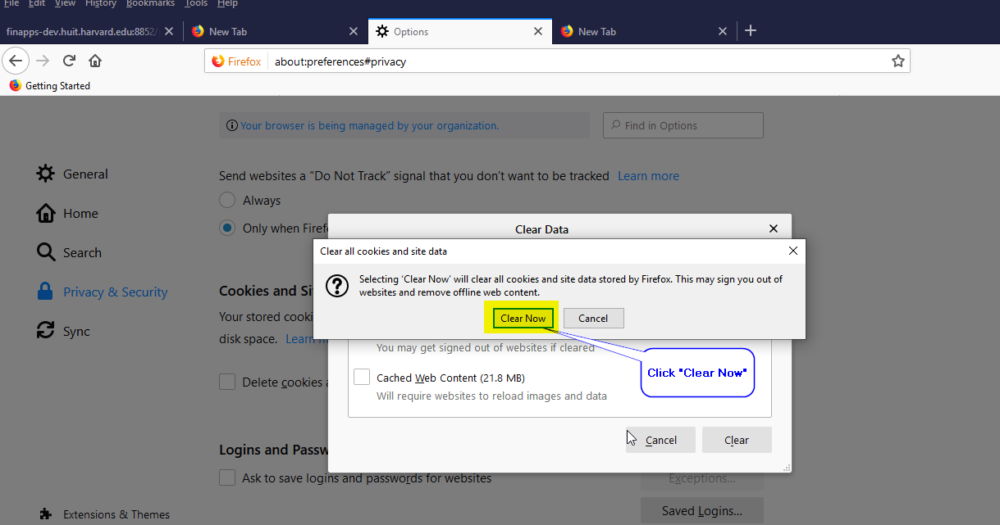 File Edit View History Bookmarks Tools Help
finapps-dev.huit.harvard.edu:8852/
New Tab
Options
New Tab
Firefox about:preferences#privacy
Getting Started
Your browser is being managed by your organization.
Find in Options
General
Home
Search
Privacy & Security
Sync
Extensions & Themes
Send websites a “Do Not Track” signal that you don’t want to be tracked Learn more
Always
Only when Firef
Cookies and Si
Your stored cooki
disk space. Learn m
Delete cookies a
Logins and Passw
Ask to save logins and passwords for websites
Exceptions...
Saved Logins...
Clear Data
Clear all cookies and site data
Selecting ‘Clear Now’ will clear all cookies and site data stored by Firefox. This may sign you out of
websites and remove offline web content.
Clear Now Cancel
You may get signed out of websites if cleared
Cached Web Content (21.8 MB)
Will require websites to reload images and data
Click "Clear Now"
Cancel Clear